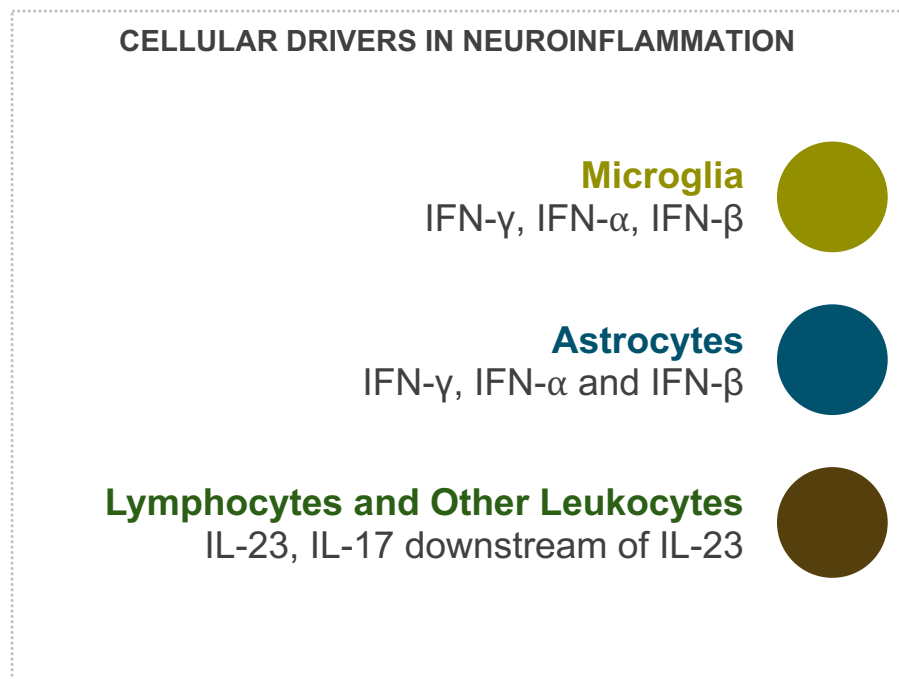 CELLULAR DRIVERS IN NEUROINFLAMMATION
Microglia
IFN-γ, IFN-α, IFN-β
Astrocytes
IFN-γ, IFN-α and IFN-β
Lymphocytes and Other Leukocytes
IL-23, IL-17 downstream of IL-23